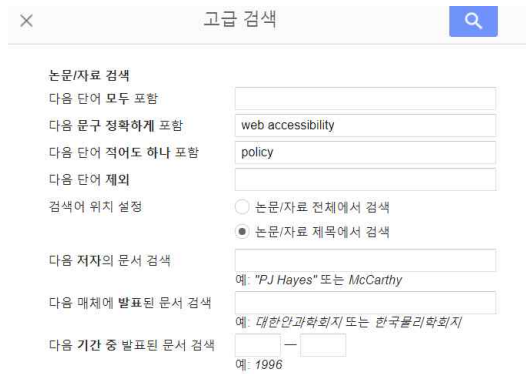 고급 검색
논문/자료 검색
다음 단어 모두 포함
다음 문구 정확하게 포함 web accessibility
다음 단어 적어도 하나 포함 policy
다음 단어 제외
검색어 위치 설정 논문/자료 전체에서 검색
논문/자료 제목에서 검색
다음 저자의 문서 검색
예: "PJ Hayes" 또는 McCarthy
다음 매체에 발표된 문서 검색
예: 대한안과학회지 또는 한국물리학회지
다음 기간 중 발표된 문서 검색 —
예: 1996